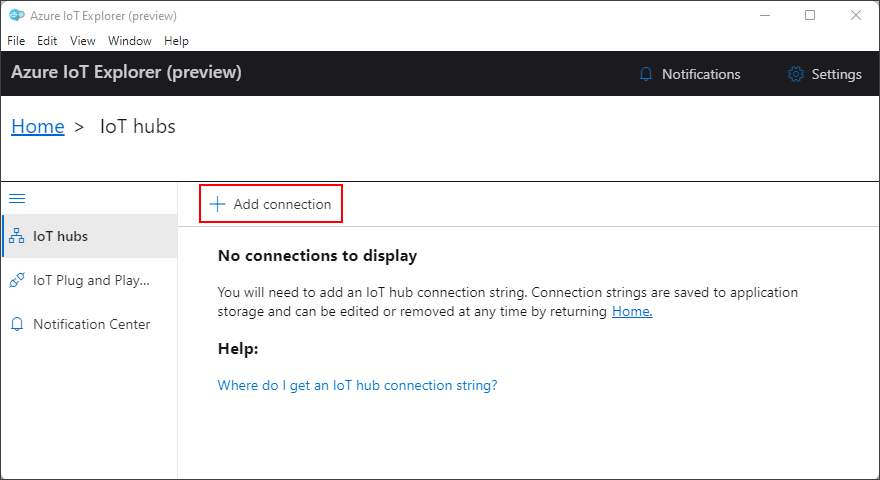 Azure IoT Explorer (preview)
File Edit View Window Help
Azure IoT Explorer (preview)
Notifications
Settings
Home > IoT hubs
Add connection
IoT hubs
IoT Plug and Play...
Notification Center
No connections to display
You will need to add an IoT hub connection string. Connection strings are saved to application
storage and can be edited or removed at any time by returning Home.
Help:
Where do I get an IoT hub connection string?